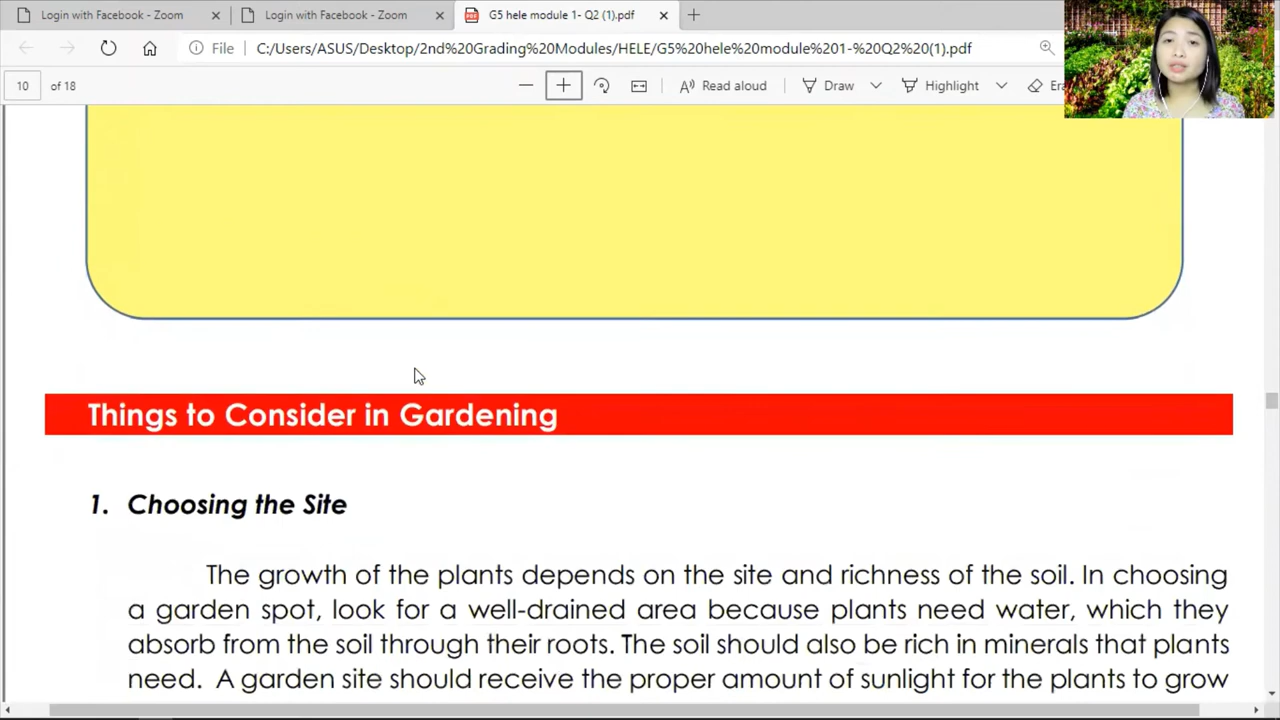 Login with Facebook - Zoom
Login with Facebook - Zoom
G5 hele module 1- Q2 (1).pdf
File C:/Users/ASUS/Desktop/2nd%20Grading%20Modules/HELE/G5%20hele%20module%201-%20Q2%20(1).pdf
10 of 18
Read aloud
Draw
Highlight
Things to Consider in Gardening
1. Choosing the Site
The growth of the plants depends on the site and richness of the soil. In choosing
a garden spot, look for a well-drained area because plants need water, which they
absorb from the soil through their roots. The soil should also be rich in minerals that plants
need. A garden site should receive the proper amount of sunlight for the plants to grow